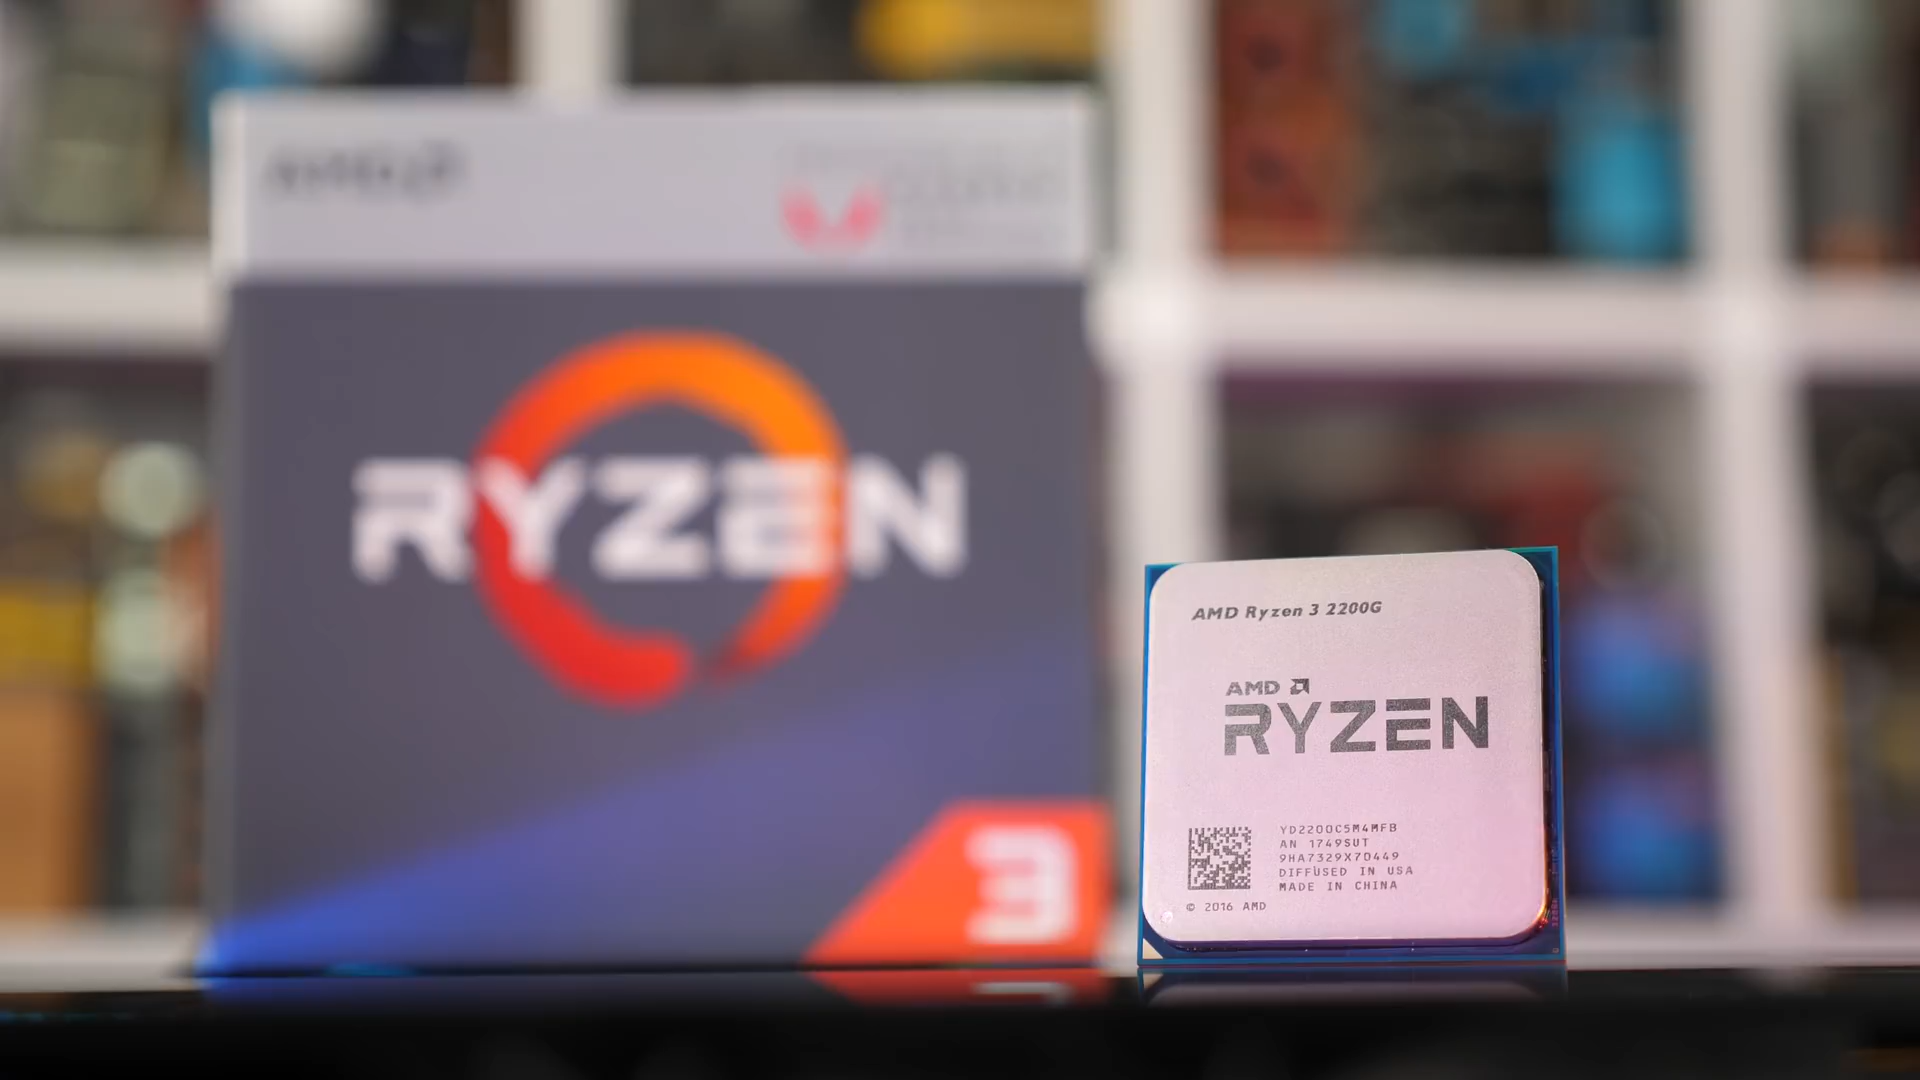 AMD
RYZEN
3
AMD Ryzen 3 2200G
AMD
RYZEN
YD2200C5M4MFB
AN 1749SUT
9HA7329X70449
DIFFUSED IN USA
MADE IN CHINA
© 2016 AMD